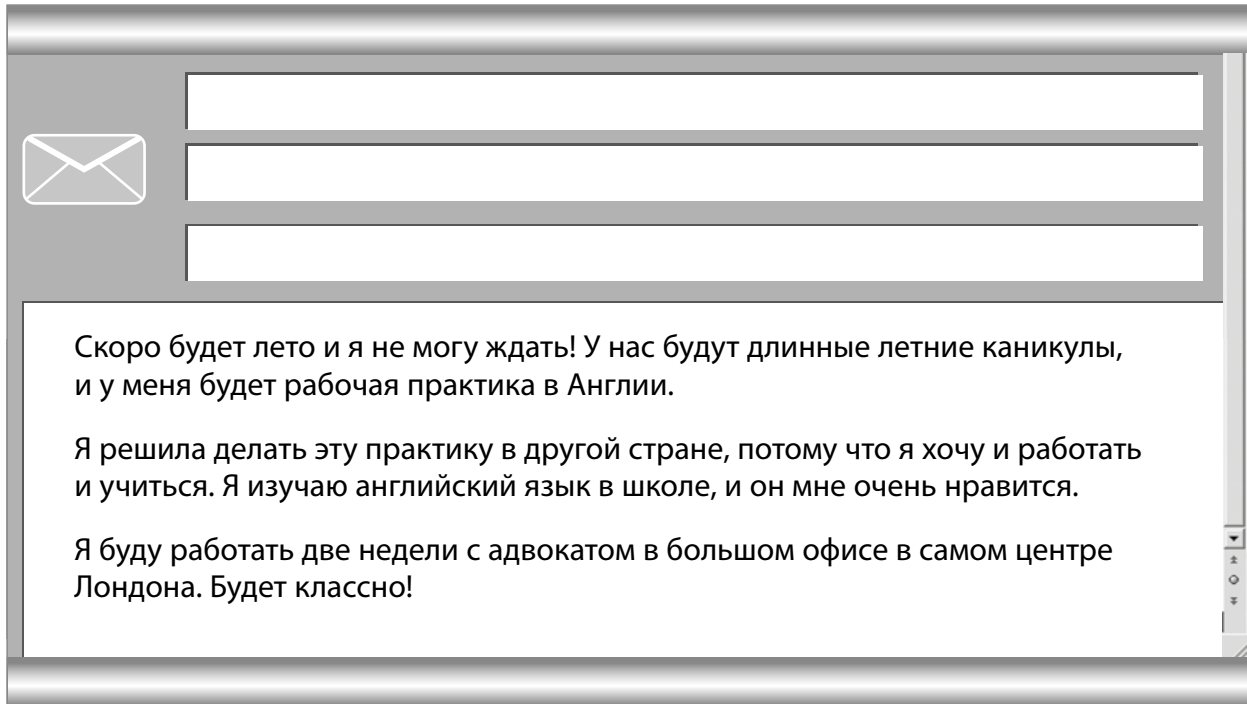 Скоро будет лето и я не могу ждать! У нас будут длинные летние каникулы,
и у меня будет рабочая практика в Англии.
Я решила делать эту практику в другой стране, потому что я хочу и работать
и учиться. Я изучаю английский язык в школе, и он мне очень нравится.
Я буду работать две недели с адвокатом в большом офисе в самом центре
Лондона. Будет классно!